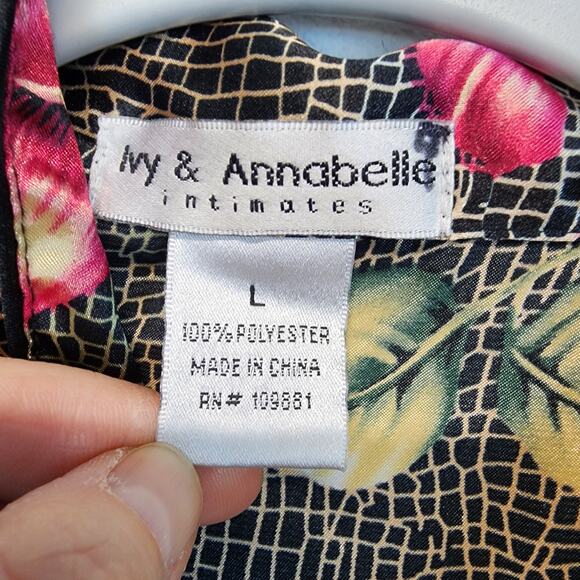 Ivy & Annabelle
intimates
L
100% POLYESTER
MADE IN CHINA
RN# 109881